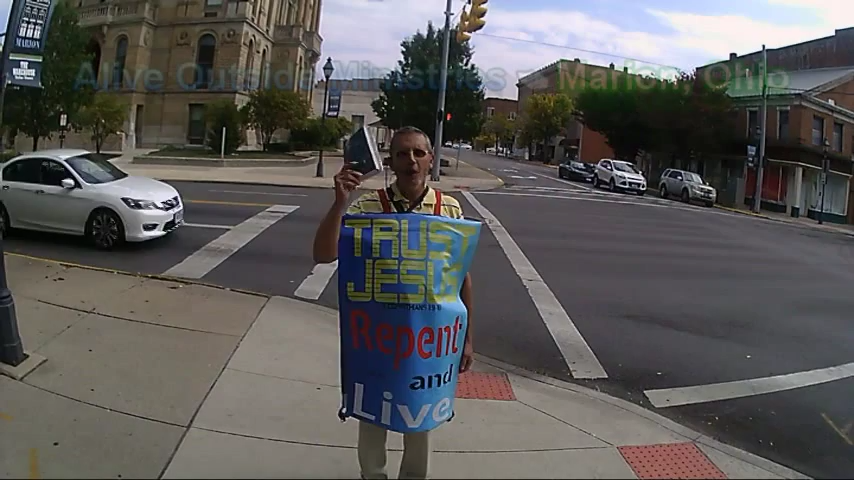 MARION
Alive Outside Ministries -- Marion, Ohio
TRUST
JESUS
Repent
and
Live